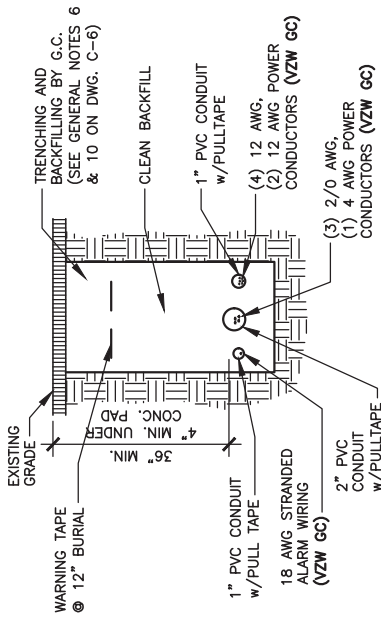 EXISTING
GRADE
WARNING TAPE
@ 12" BURIAL
36" MIN.
4" MIN. UNDER
CONC. PAD
1" PVC CONDUIT
w/PULL TAPE
18 AWG STRANDED
ALARM WIRING
(VZW GC)
2" PVC
CONDUIT
w/PULLTAPE
TRENCHING AND
BACKFILLING BY G.C.
(SEE GENERAL NOTES 6
& 10 ON DWG. C-6)
CLEAN BACKFILL
1" PVC CONDUIT
w/PULLTAPE
(4) 12 AWG,
(2) 12 AWG POWER
CONDUCTORS (VZW GC)
(3) 2/0 AWG,
(1) 4 AWG POWER
CONDUCTORS (VZW GC)